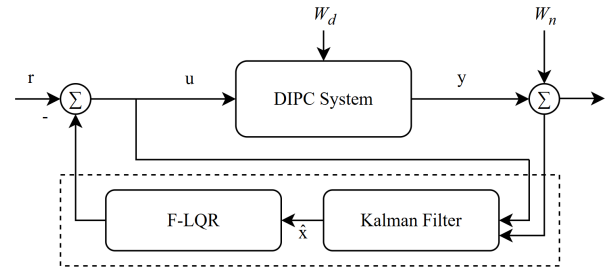 W_d
W_n
r
Σ
-
u
DIPC System
y
Σ
F-LQR
x̂
Kalman Filter